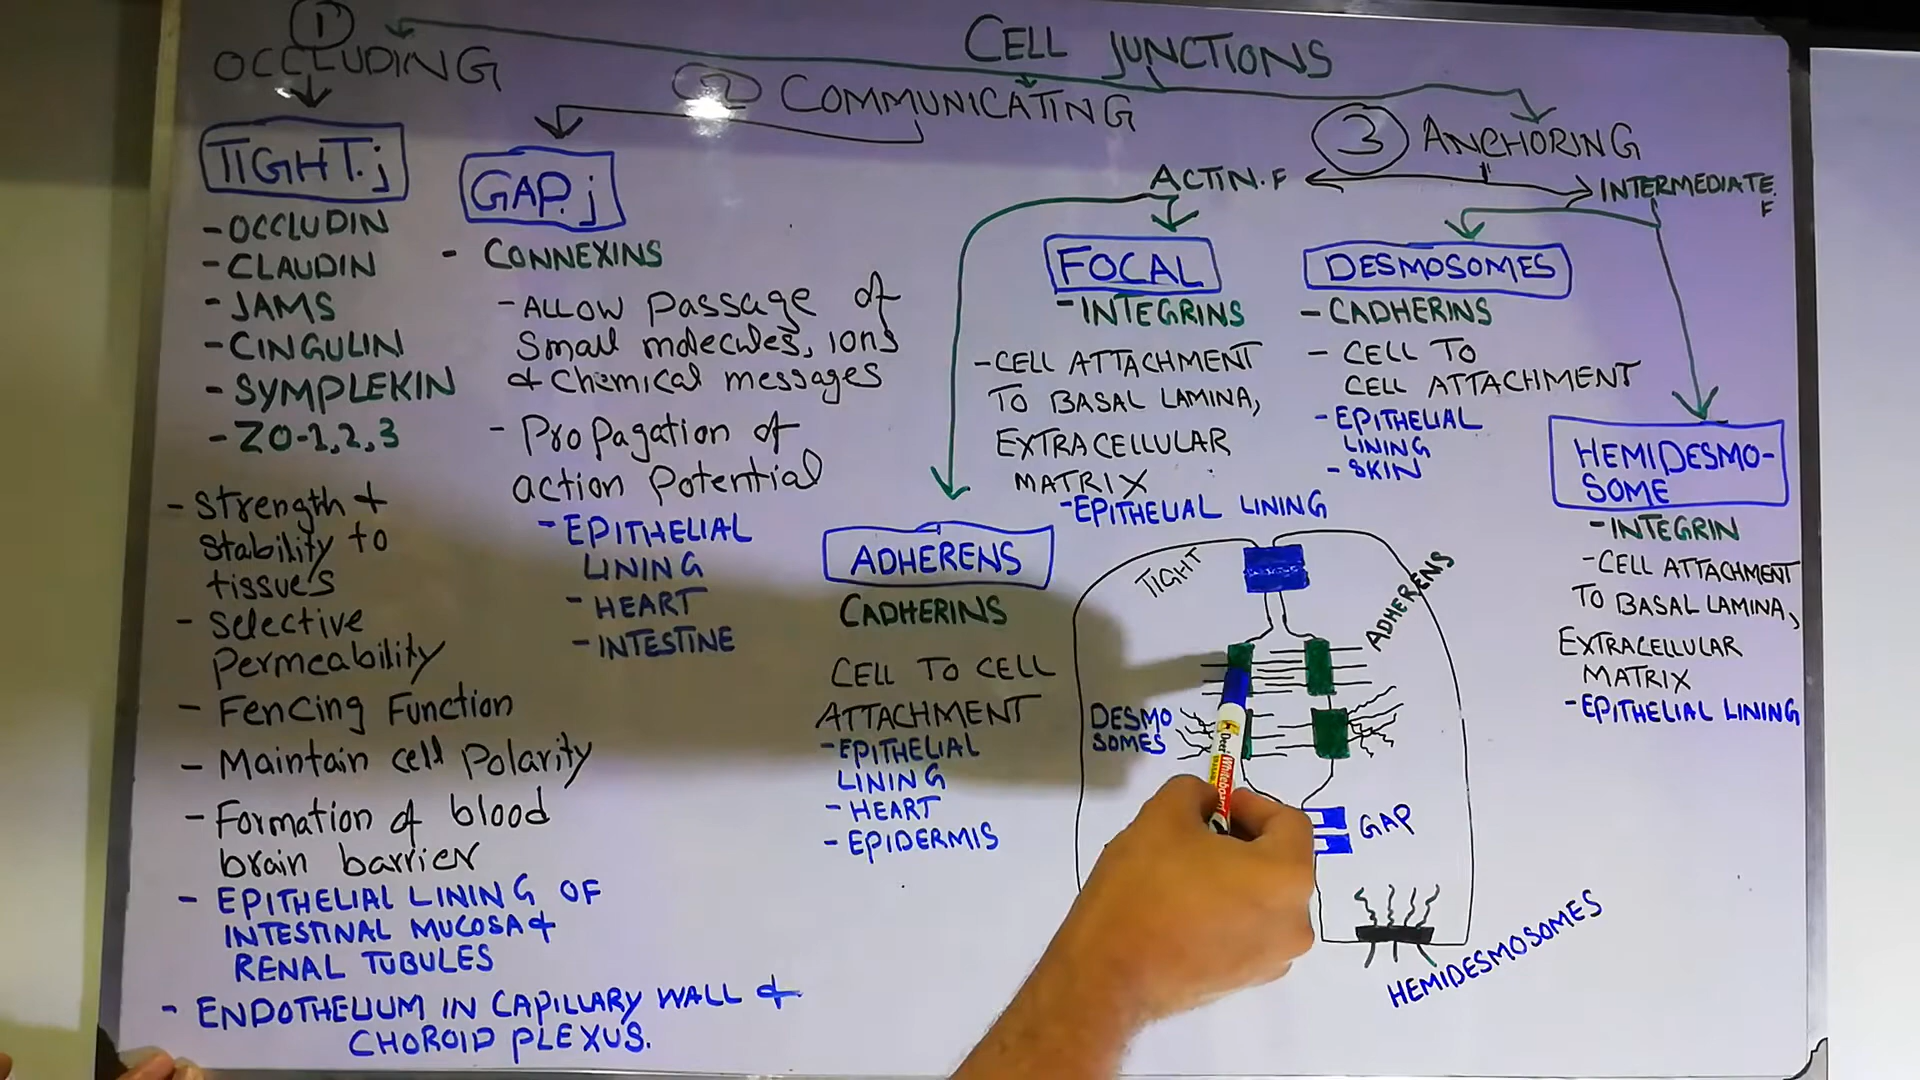 CELL JUNCTIONS
1
OCCLUDING
TIGHT.j
- OCCLUDIN
- CLAUDIN
- JAMS
- CINGULIN
- SYMPLEKIN
- ZO-1,2,3
- Strength &
stability to
tissues
- Selective
Permeability
- Fencing Function
- Maintain cell Polarity
- Formation of blood
brain barrier
- EPITHELIAL LINING OF
INTESTINAL MUCOSA &
RENAL TUBULES
- ENDOTHELIUM IN CAPILLARY WALL &
CHOROID PLEXUS.
2 COMMUNICATING
GAP.j
- CONNEXINS
- ALLOW Passage of
Small molecules, ions
& chemical messages
- Propagation of
action Potential
- EPITHELIAL
LINING
- HEART
- INTESTINE
3 ANCHORING
ACTIN.F
INTERMEDIATE.
F
FOCAL
- INTEGRINS
- CELL ATTACHMENT
TO BASAL LAMINA,
EXTRACELLULAR
MATRIX
- EPITHELIAL LINING
ADHERENS
CADHERINS
CELL TO CELL
ATTACHMENT
- EPITHELIAL
LINING
- HEART
- EPIDERMIS
DESMOSOMES
- CADHERINS
- CELL TO
CELL ATTACHMENT
- EPITHELIAL
LINING
- SKIN
HEMIDESMO-
SOME
- INTEGRIN
- CELL ATTACHMENT
TO BASAL LAMINA,
EXTRACELLULAR
MATRIX
- EPITHELIAL LINING
TIGHT
ADHERENS
DESMO
SOMES
GAP
HEMIDESMOSOMES
Whiteboard